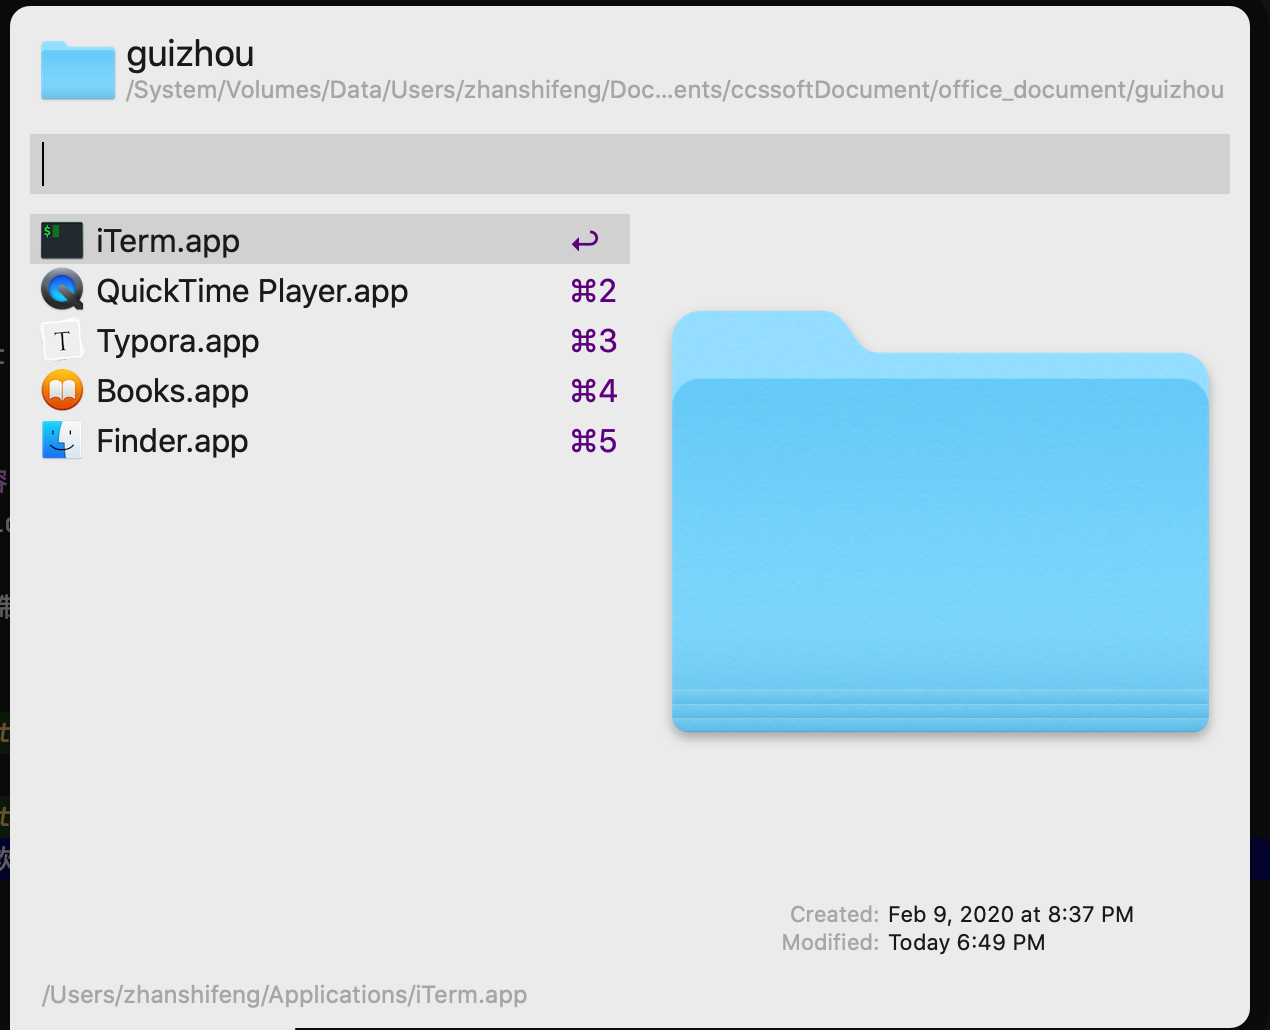 guizhou
/System/Volumes/Data/Users/zhanshifeng/Doc...ents/ccssoftDocument/office_document/guizhou
iTerm.app ↩
QuickTime Player.app ⌘2
Typora.app ⌘3
Books.app ⌘4
Finder.app ⌘5
Created: Feb 9, 2020 at 8:37 PM
Modified: Today 6:49 PM
/Users/zhanshifeng/Applications/iTerm.app